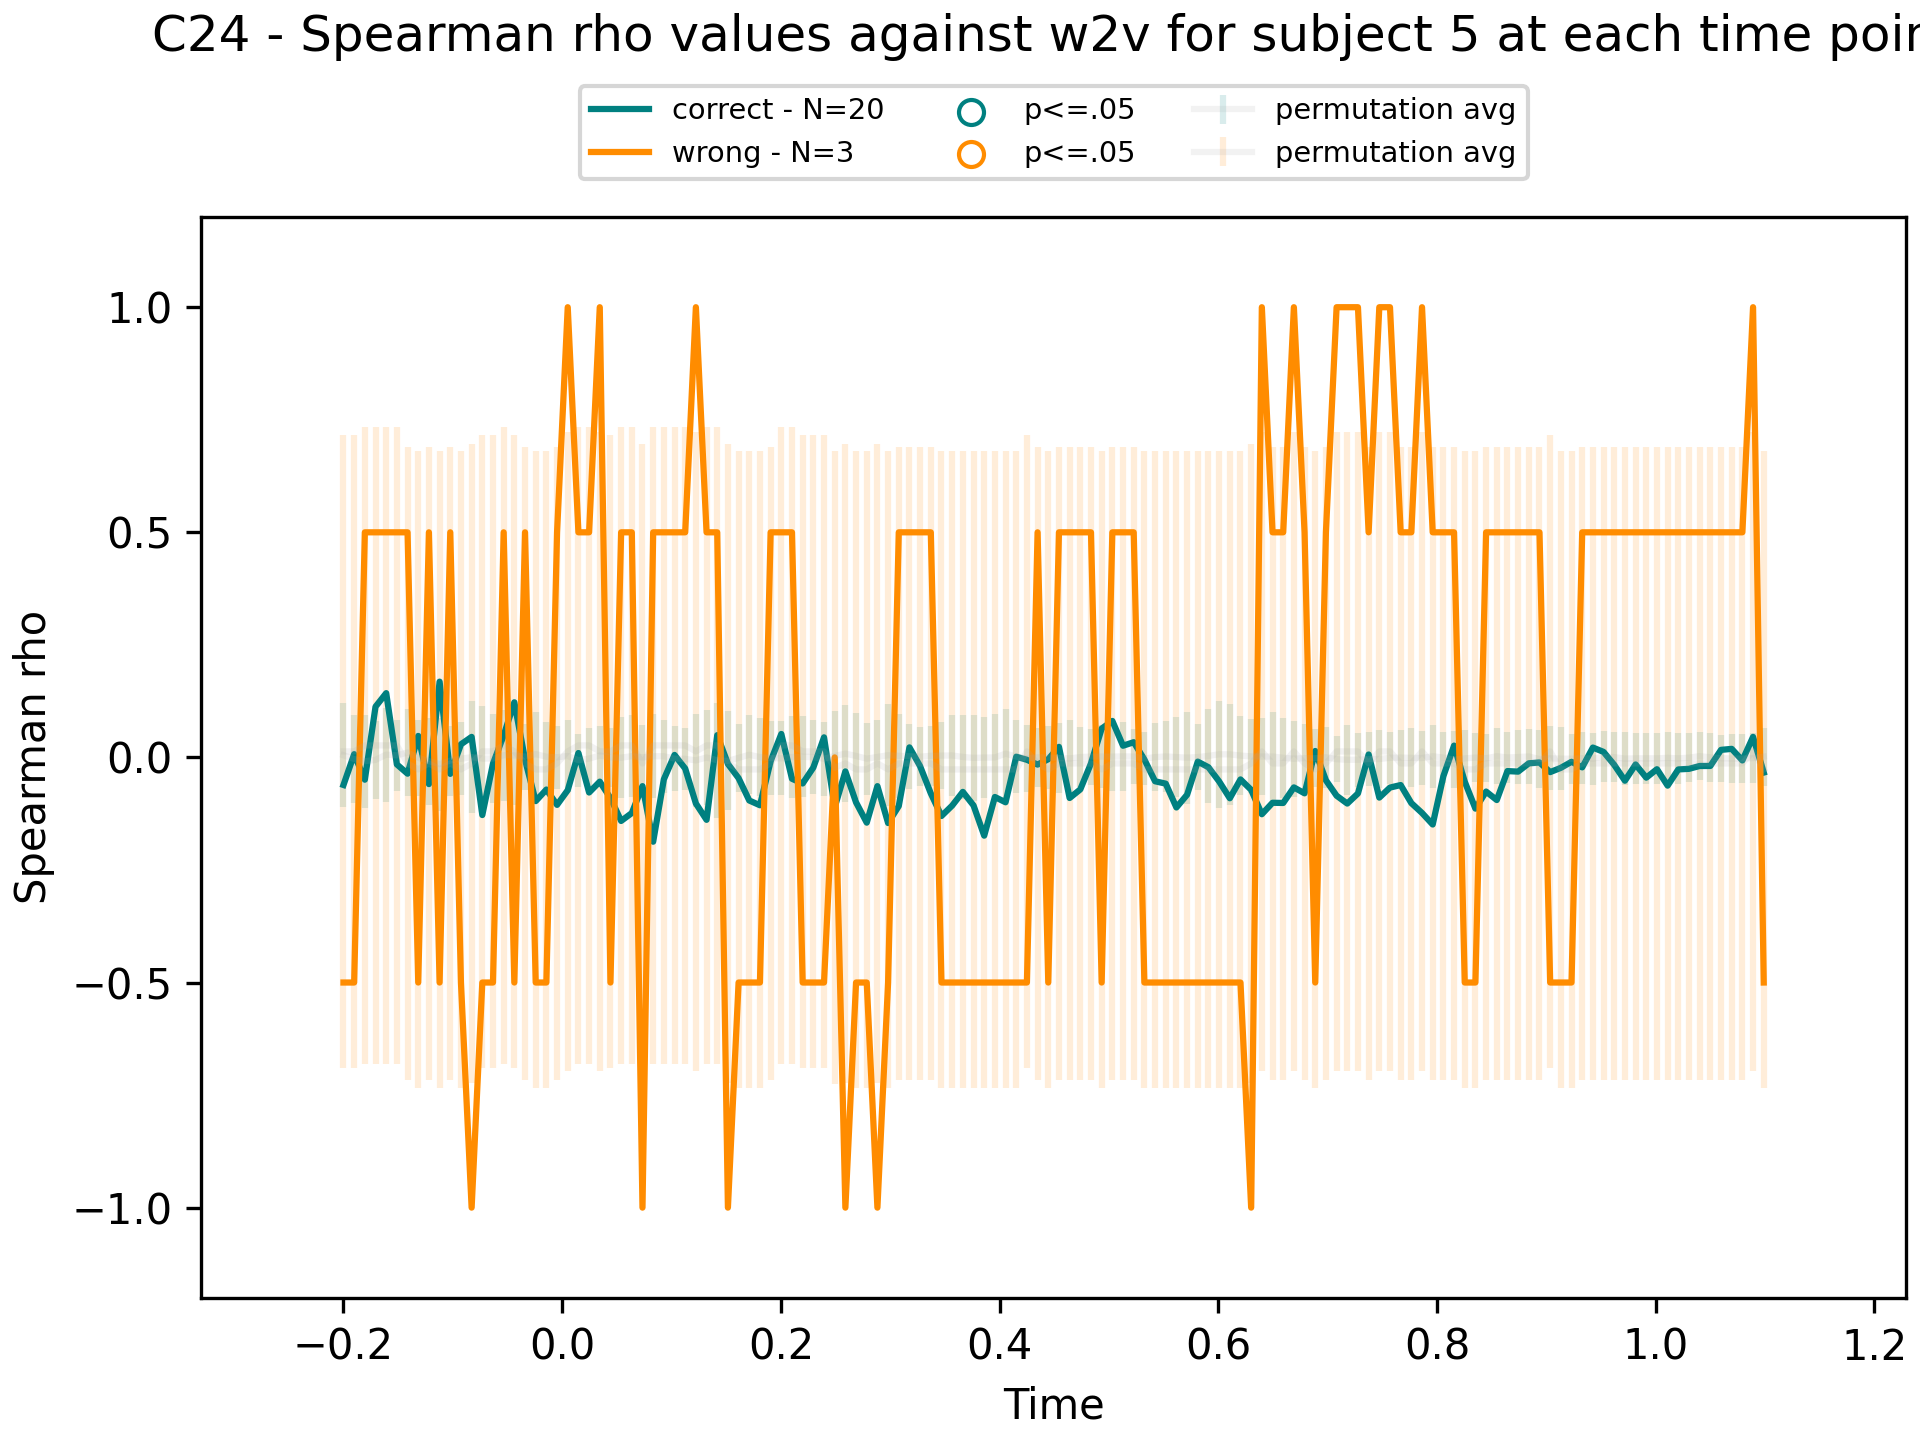 C24 - Spearman rho values against w2v for subject 5 at each time poin
correct - N=20 p<=.05 permutation avg
wrong - N=3 p<=.05 permutation avg
1.0
0.5
0.0
−0.5
−1.0
Spearman rho
−0.2 0.0 0.2 0.4 0.6 0.8 1.0 1.2
Time